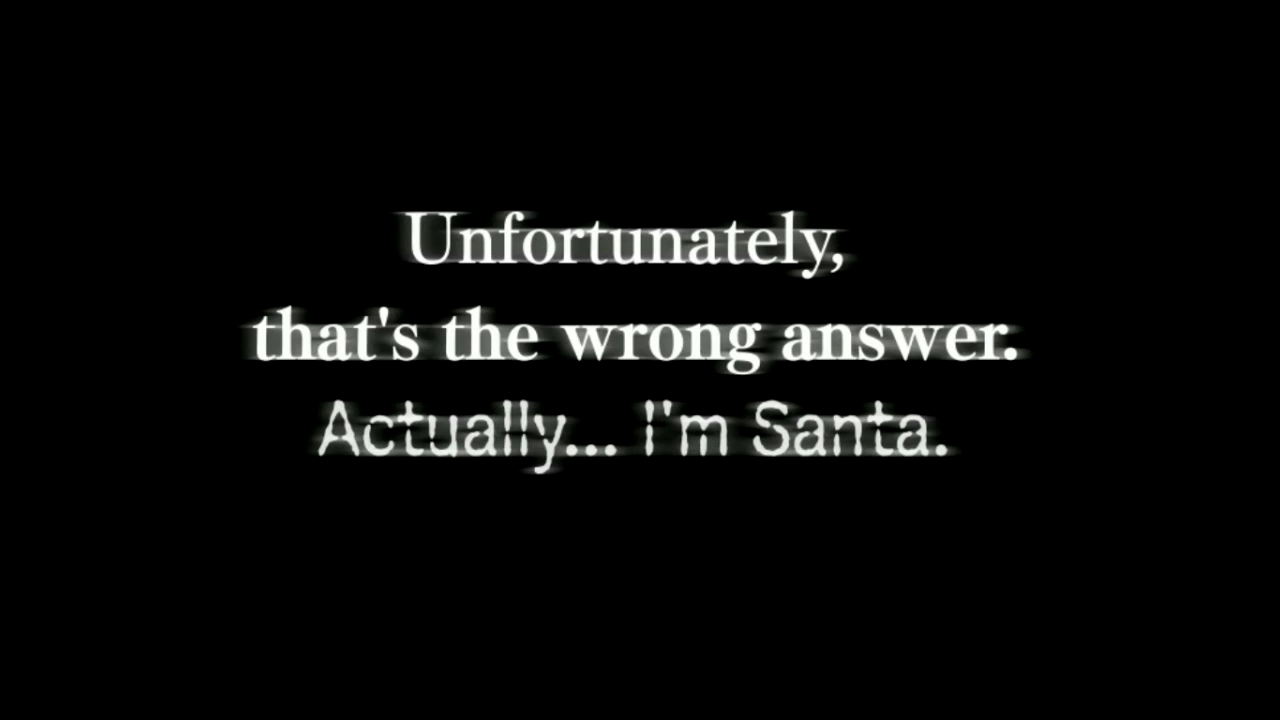 Unfortunately,
that's the wrong answer.
Actually... I'm Santa.